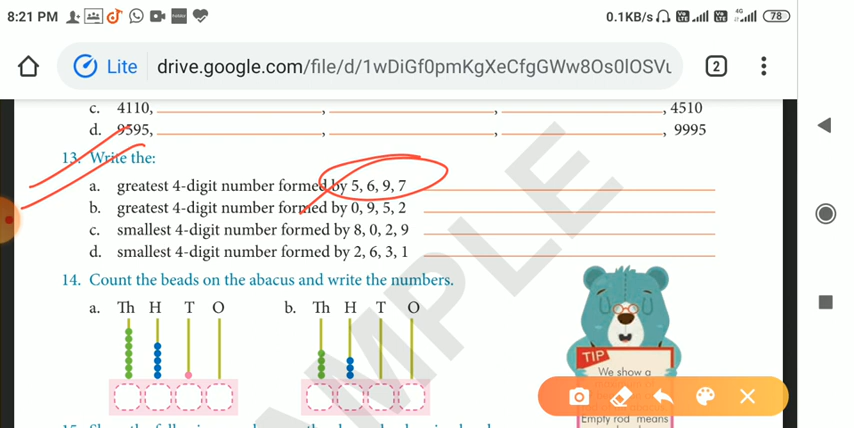 8:21 PM 0.1KB/s 4G 78
Lite drive.google.com/file/d/1wDiGf0pmKgXeCfgGWw8Os0lOSVu 2
c. 4110, , , , 4510
d. 9595, , , , 9995
13. Write the:
a. greatest 4-digit number formed by 5, 6, 9, 7
b. greatest 4-digit number formed by 0, 9, 5, 2
c. smallest 4-digit number formed by 8, 0, 2, 9
d. smallest 4-digit number formed by 2, 6, 3, 1
14. Count the beads on the abacus and write the numbers.
a. Th H T O b. Th H T O
TIP
We show a
Empty rod means